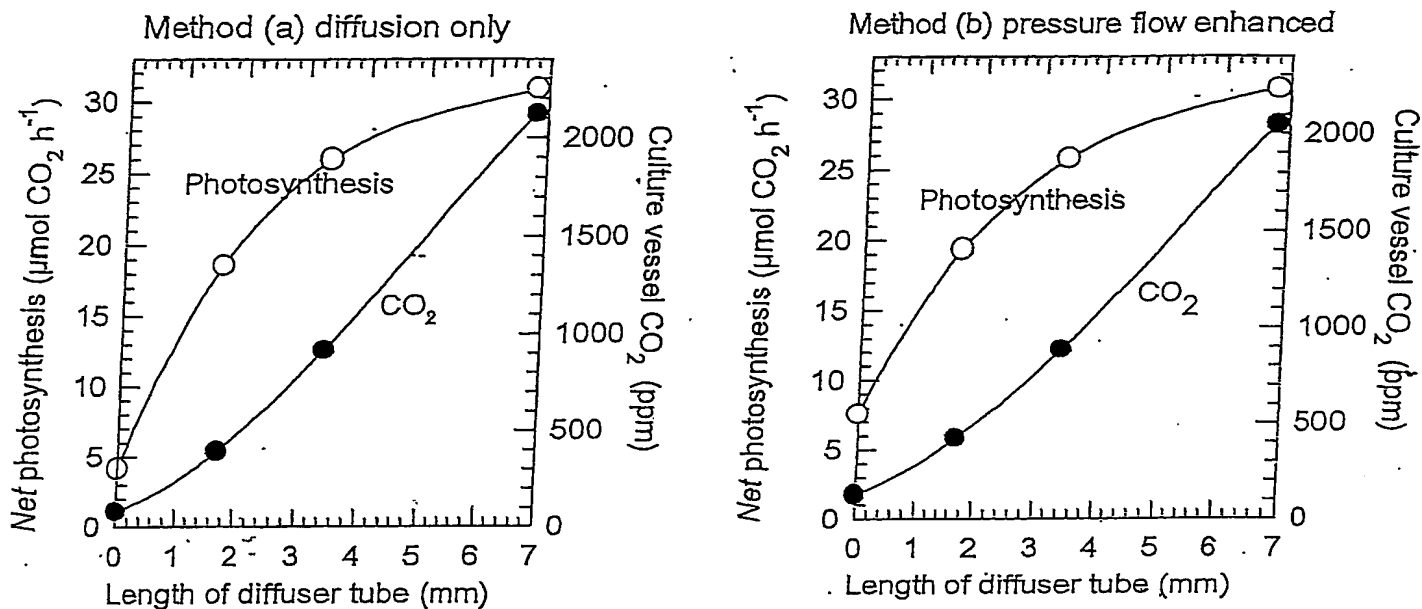 Method (a) diffusion only
Net photosynthesis (µmol CO₂ h⁻¹)
30
25
20
15
10
5
0
Photosynthesis
CO₂
2000
1500
1000
500
0
Culture vessel CO₂ (ppm)
0 1 2 3 4 5 6 7
Length of diffuser tube (mm)
Method (b) pressure flow enhanced
Net photosynthesis (µmol CO₂ h⁻¹)
30
25
20
15
10
5
0
Photosynthesis
CO₂
2000
1500
1000
500
0
Culture vessel CO₂ (ppm)
0 1 2 3 4 5 6 7
Length of diffuser tube (mm)